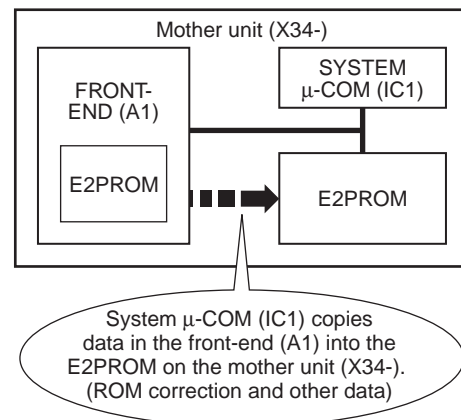 Mother unit (X34-)
FRONT-
END (A1)
E2PROM
SYSTEM
μ-COM (IC1)
E2PROM
System μ-COM (IC1) copies
data in the front-end (A1) into the
E2PROM on the mother unit (X34-).
(ROM correction and other data)